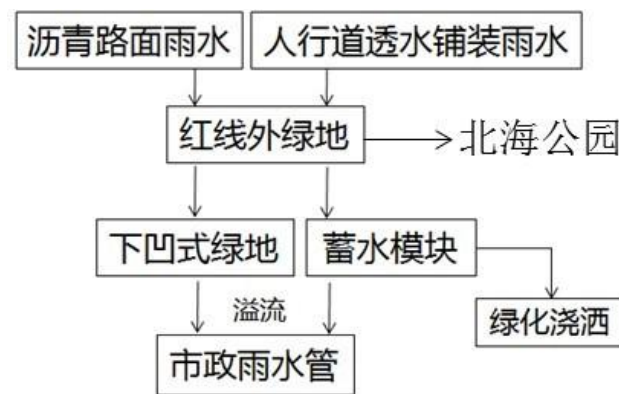 沥青路面雨水
人行道透水铺装雨水
红线外绿地
北海公园
下凹式绿地
蓄水模块
溢流
绿化浇洒
市政雨水管